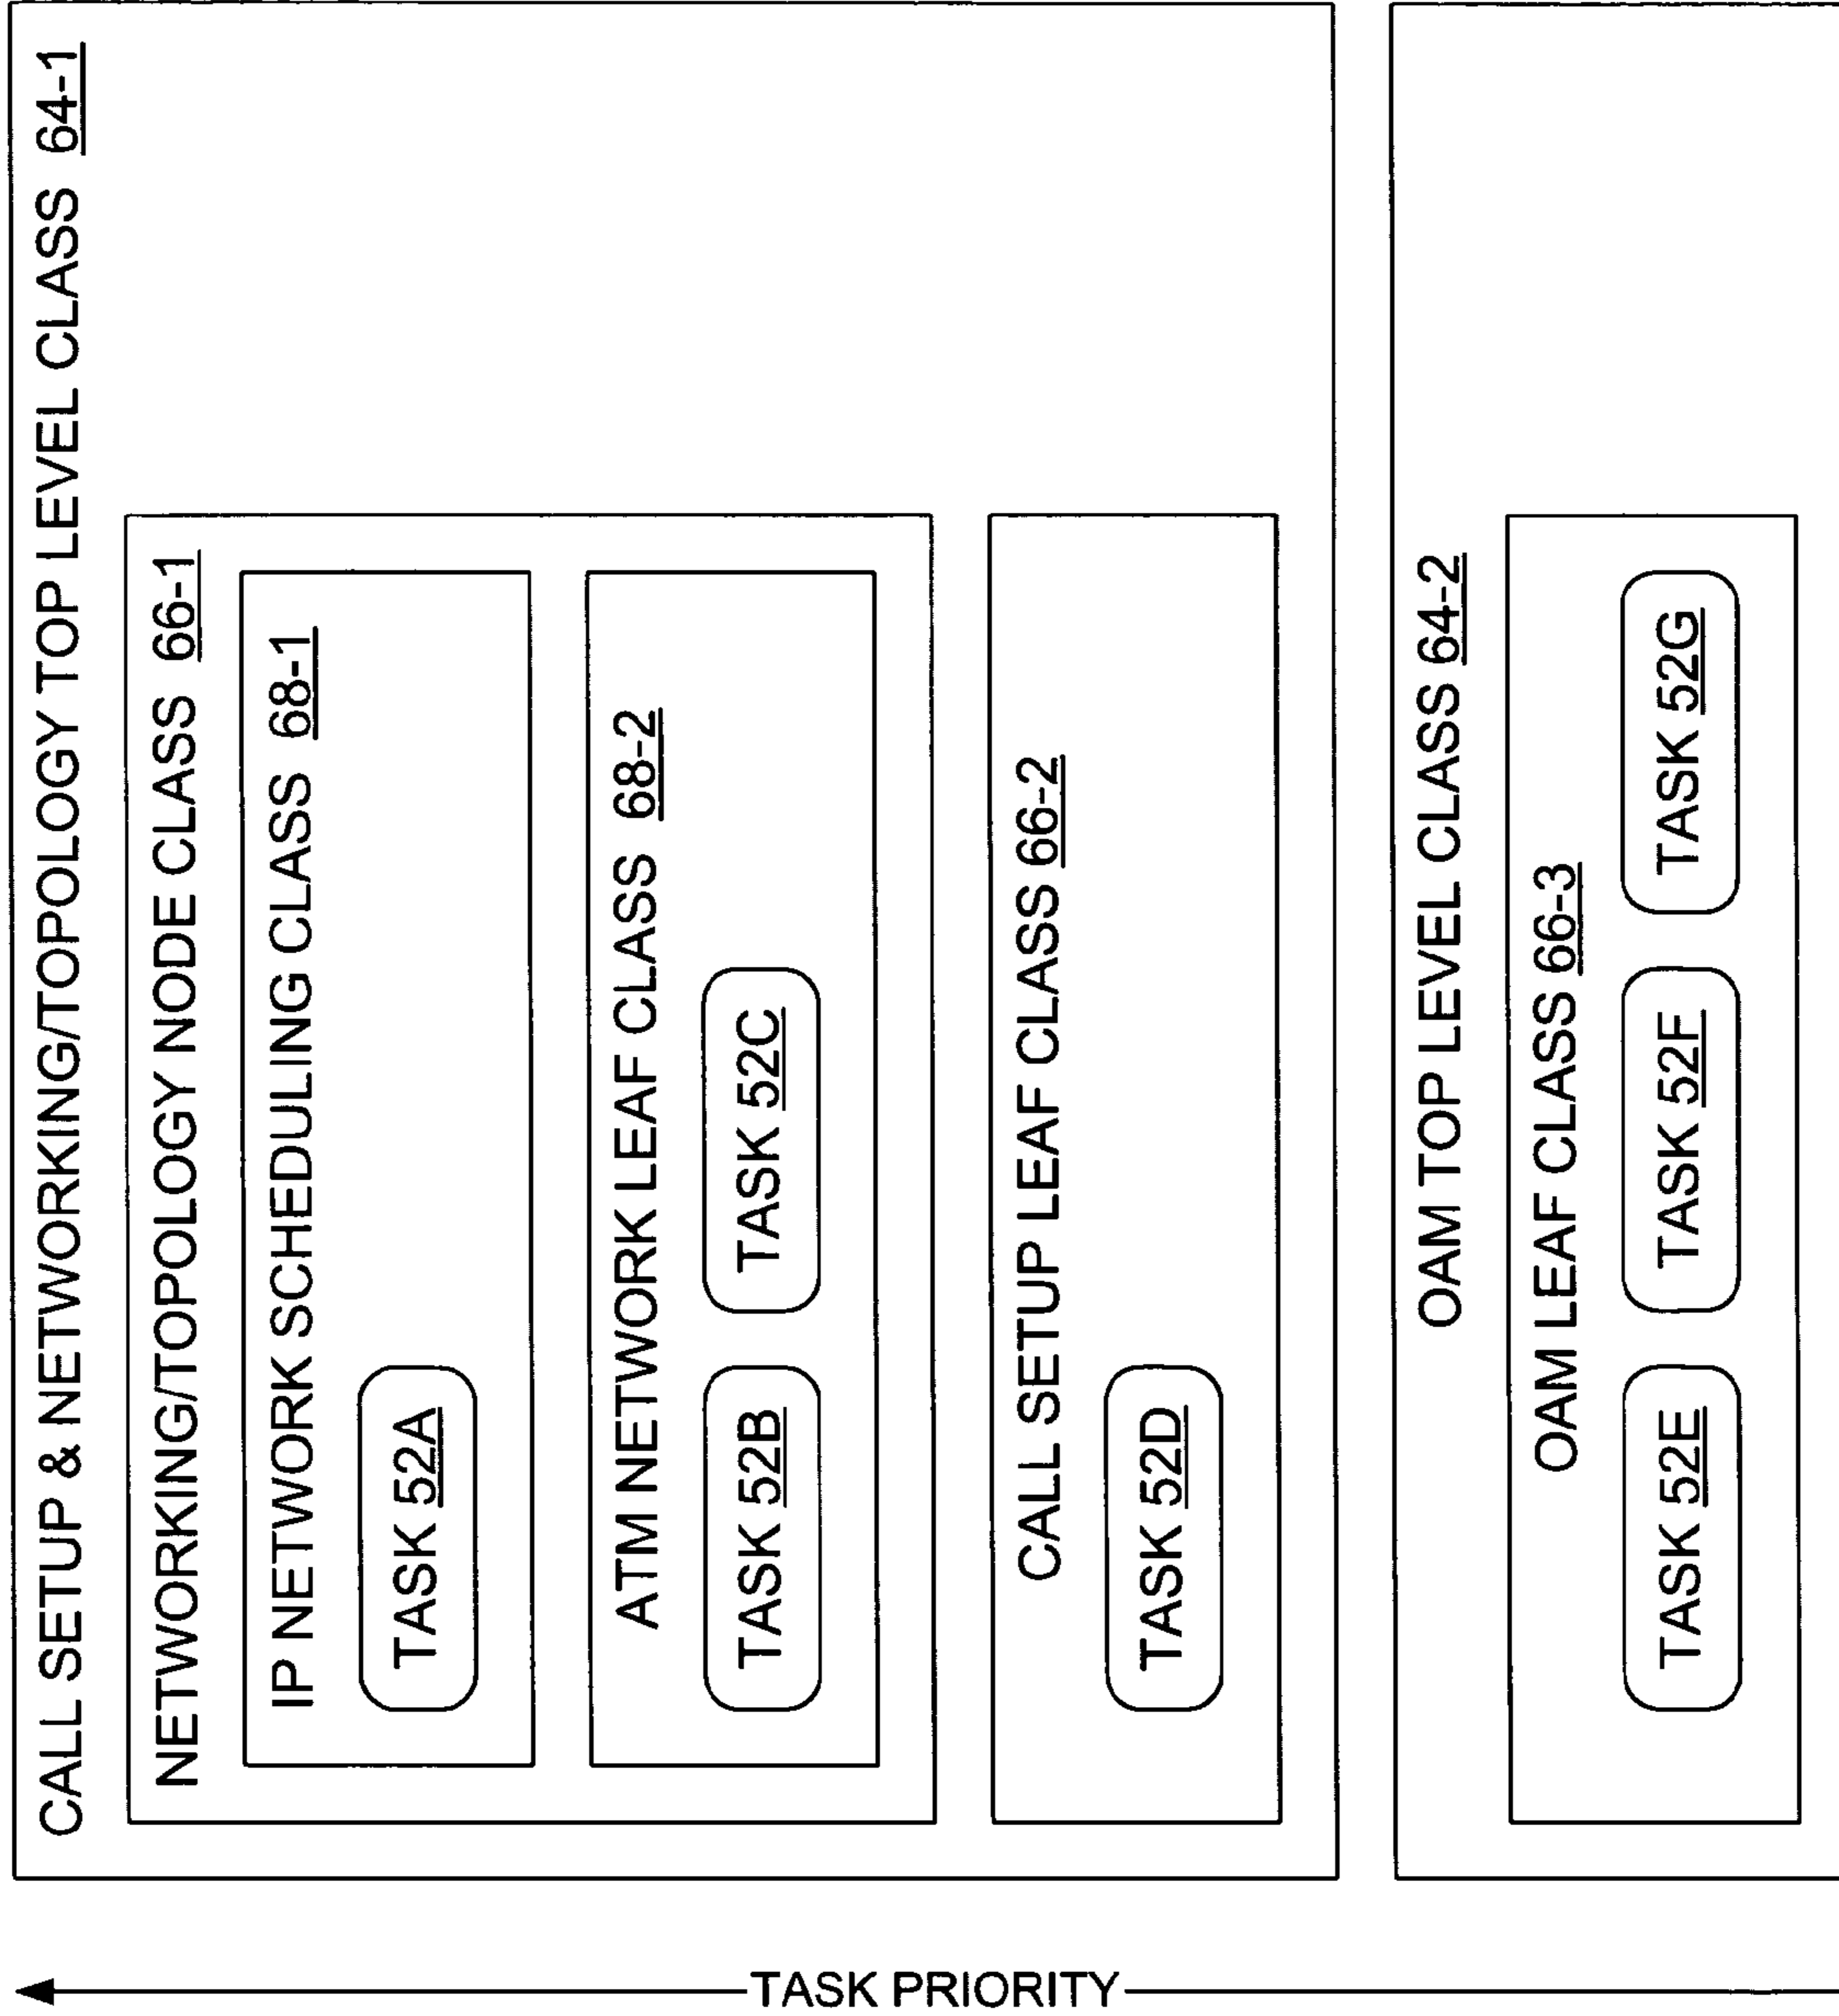 CALL SETUP & NETWORKING/TOPOLOGY TOP LEVEL CLASS 64-1
NETWORKING/TOPOLOGY NODE CLASS 66-1
IP NETWORK SCHEDULING CLASS 68-1
TASK 52A
ATM NETWORK LEAF CLASS 68-2
TASK 52B
TASK 52C
CALL SETUP LEAF CLASS 66-2
TASK 52D
OAM TOP LEVEL CLASS 64-2
OAM LEAF CLASS 66-3
TASK 52E
TASK 52F
TASK 52G
TASK PRIORITY